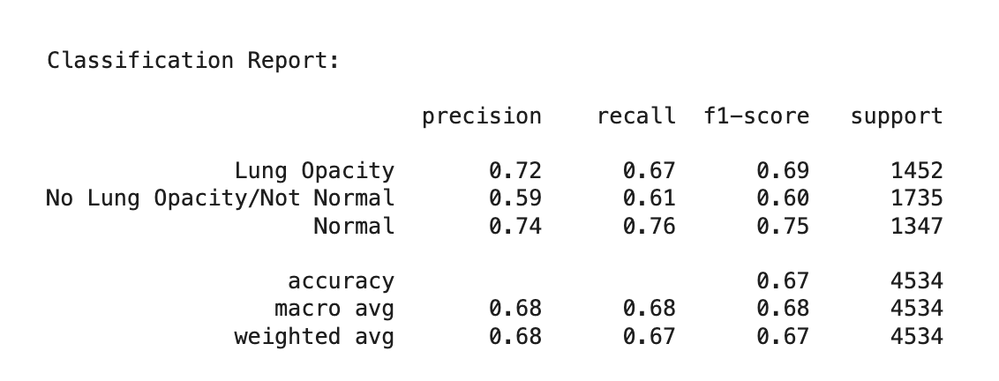 Classification Report:
precision recall f1-score support
Lung Opacity 0.72 0.67 0.69 1452
No Lung Opacity/Not Normal 0.59 0.61 0.60 1735
Normal 0.74 0.76 0.75 1347
accuracy 0.67 4534
macro avg 0.68 0.68 0.68 4534
weighted avg 0.68 0.67 0.67 4534